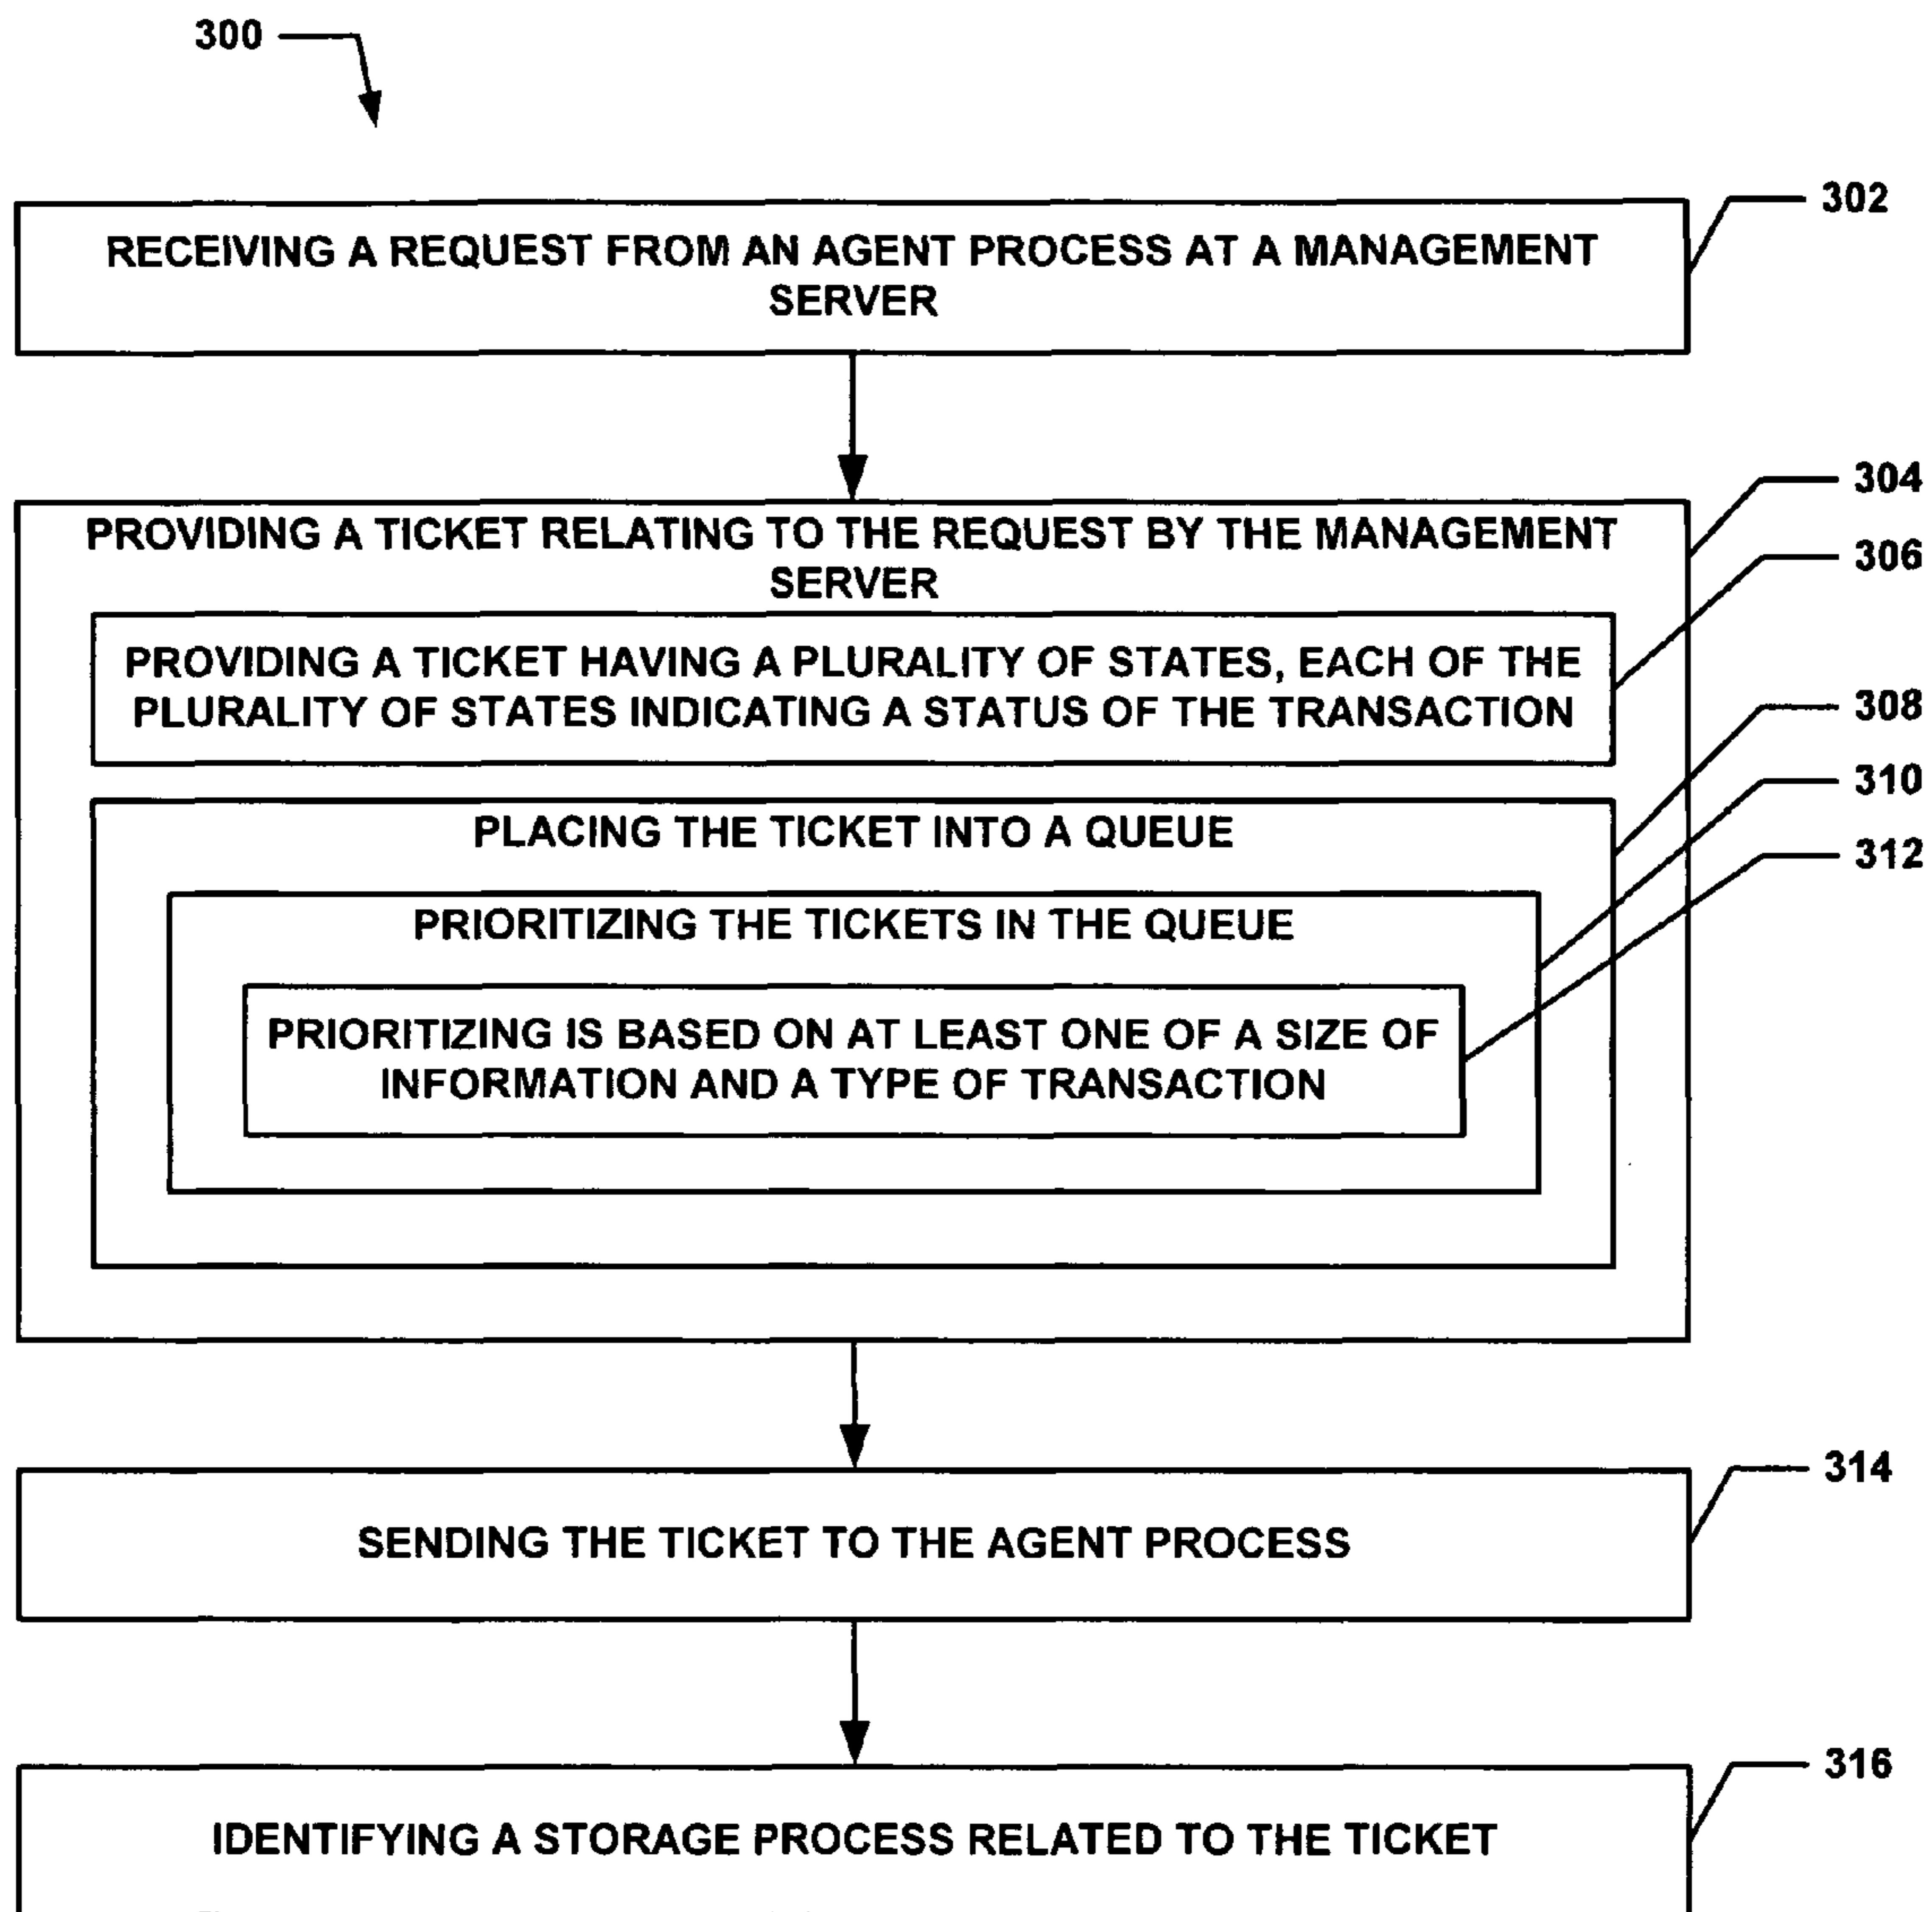 300
302
RECEIVING A REQUEST FROM AN AGENT PROCESS AT A MANAGEMENT
SERVER
304
PROVIDING A TICKET RELATING TO THE REQUEST BY THE MANAGEMENT
SERVER
306
PROVIDING A TICKET HAVING A PLURALITY OF STATES, EACH OF THE
PLURALITY OF STATES INDICATING A STATUS OF THE TRANSACTION
308
PLACING THE TICKET INTO A QUEUE
310
PRIORITIZING THE TICKETS IN THE QUEUE
312
PRIORITIZING IS BASED ON AT LEAST ONE OF A SIZE OF
INFORMATION AND A TYPE OF TRANSACTION
314
SENDING THE TICKET TO THE AGENT PROCESS
316
IDENTIFYING A STORAGE PROCESS RELATED TO THE TICKET